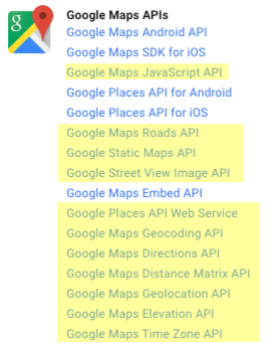 Google Maps APIs
Google Maps Android API
Google Maps SDK for iOS
Google Maps JavaScript API
Google Places API for Android
Google Places API for iOS
Google Maps Roads API
Google Static Maps API
Google Street View Image API
Google Maps Embed API
Google Places API Web Service
Google Maps Geocoding API
Google Maps Directions API
Google Maps Distance Matrix API
Google Maps Geolocation API
Google Maps Elevation API
Google Maps Time Zone API